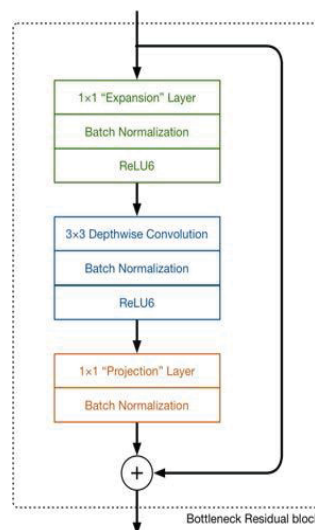 1×1 “Expansion” Layer
Batch Normalization
ReLU6
3×3 Depthwise Convolution
Batch Normalization
ReLU6
1×1 “Projection” Layer
Batch Normalization
+
Bottleneck Residual block